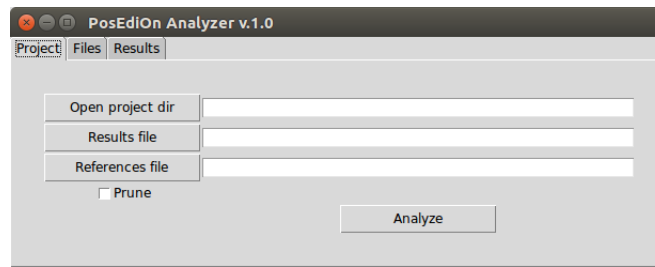 PosEdiOn Analyzer v.1.0
Project Files Results
Open project dir
Results file
References file
Prune
Analyze